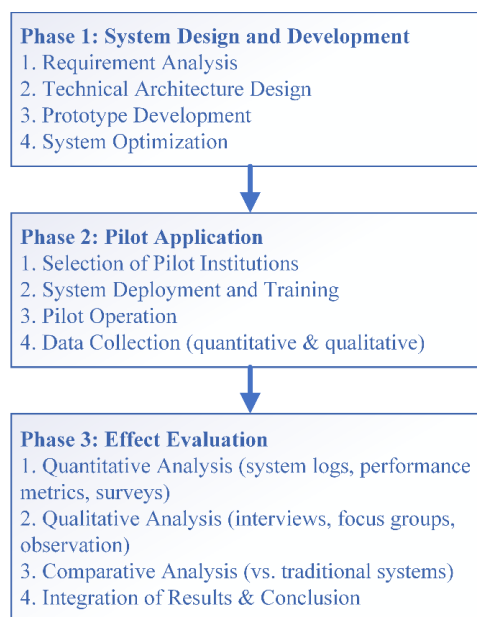 Phase 1: System Design and Development
1. Requirement Analysis
2. Technical Architecture Design
3. Prototype Development
4. System Optimization
Phase 2: Pilot Application
1. Selection of Pilot Institutions
2. System Deployment and Training
3. Pilot Operation
4. Data Collection (quantitative & qualitative)
Phase 3: Effect Evaluation
1. Quantitative Analysis (system logs, performance
metrics, surveys)
2. Qualitative Analysis (interviews, focus groups,
observation)
3. Comparative Analysis (vs. traditional systems)
4. Integration of Results & Conclusion